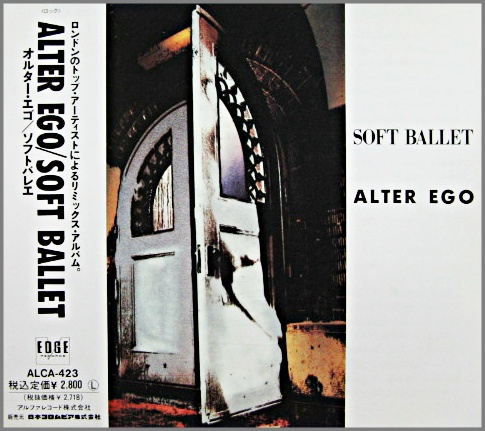 〈ロック〉
ロンドンのトップ・アーティストによるリミックス・アルバム。
ALTER EGO/SOFT BALLET
オルター・エゴ/ソフトバレエ
EDGE
ALCA-423
税込定価¥2,800 Ⓛ
(税抜価格¥2,718)
アルファレコード株式会社
販売元 日本コロムビア株式会社
SOFT BALLET
ALTER EGO